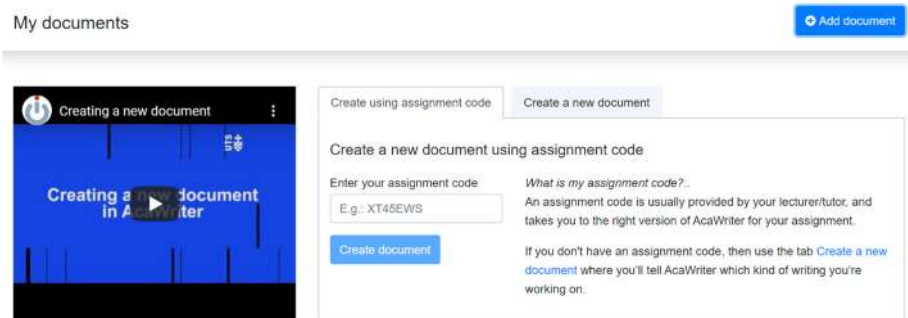 My documents
Add document
Creating a new document
UTS
Creating a new document
in AcaWriter
Create using assignment code
Create a new document
Create a new document using assignment code
Enter your assignment code
E.g.: XT45EWS
Create document
What is my assignment code?..
An assignment code is usually provided by your lecturer/tutor, and
takes you to the right version of AcaWriter for your assignment.
If you don't have an assignment code, then use the tab Create a new
document where you'll tell AcaWriter which kind of writing you're
working on.